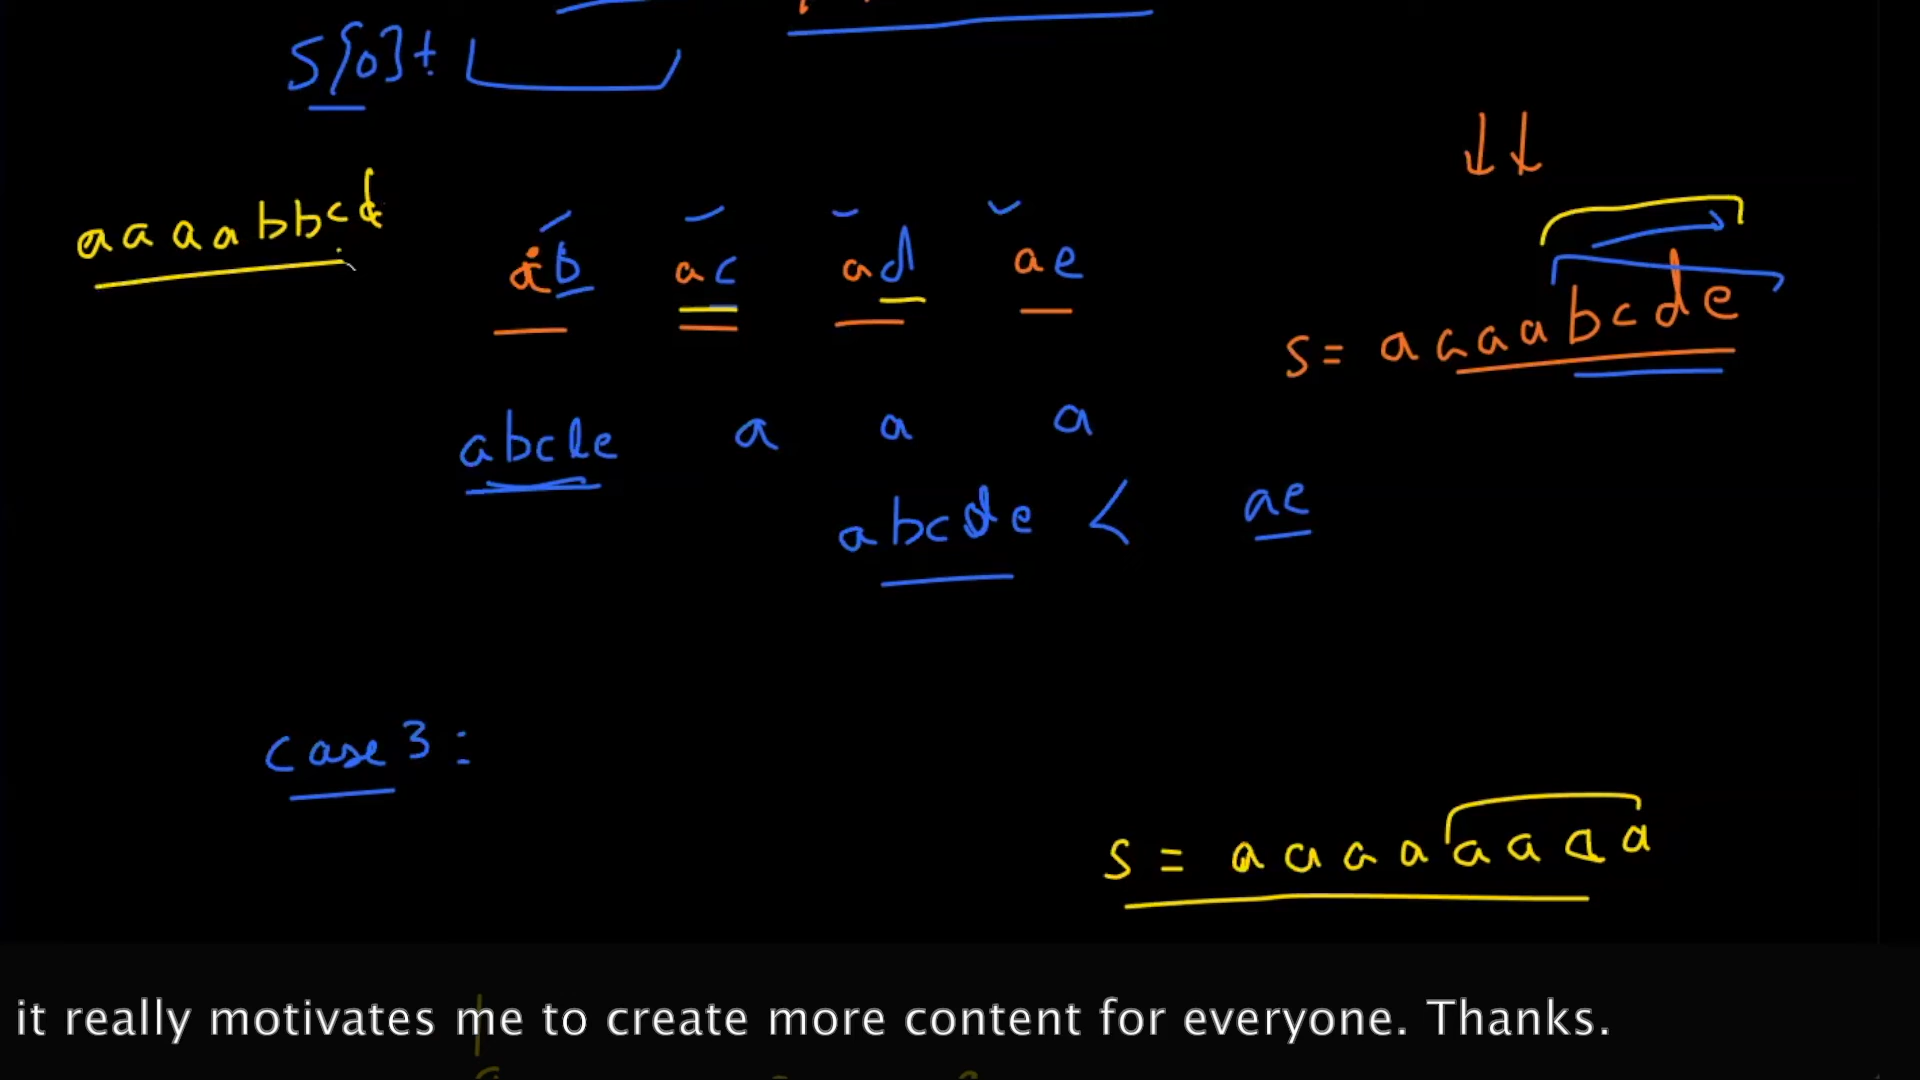 S[0]+
aaaabbcd
ab ac ad ae
s = aaaabcde
abcde a a a
abcde < ae
case 3 :
s = aaaaaaaa
it really motivates me to create more content for everyone. Thanks.